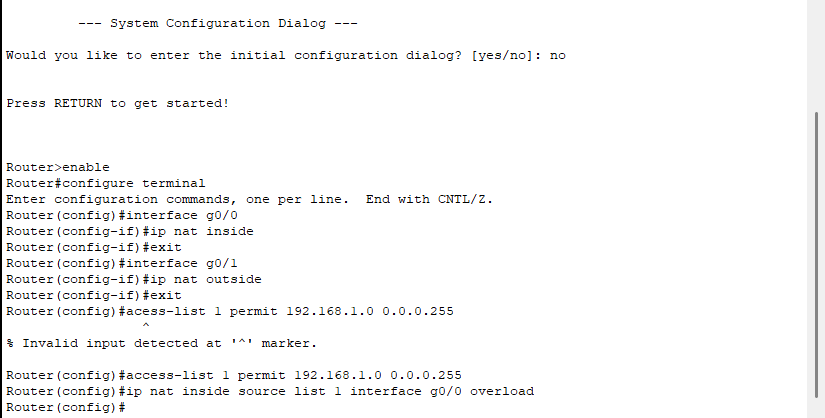 --- System Configuration Dialog ---
Would you like to enter the initial configuration dialog? [yes/no]: no
Press RETURN to get started!
Router>enable
Router#configure terminal
Enter configuration commands, one per line.  End with CNTL/Z.
Router(config)#interface g0/0
Router(config-if)#ip nat inside
Router(config-if)#exit
Router(config)#interface g0/1
Router(config-if)#ip nat outside
Router(config-if)#exit
Router(config)#acess-list 1 permit 192.168.1.0 0.0.0.255
^
% Invalid input detected at '^' marker.
Router(config)#access-list 1 permit 192.168.1.0 0.0.0.255
Router(config)#ip nat inside source list 1 interface g0/0 overload
Router(config)#